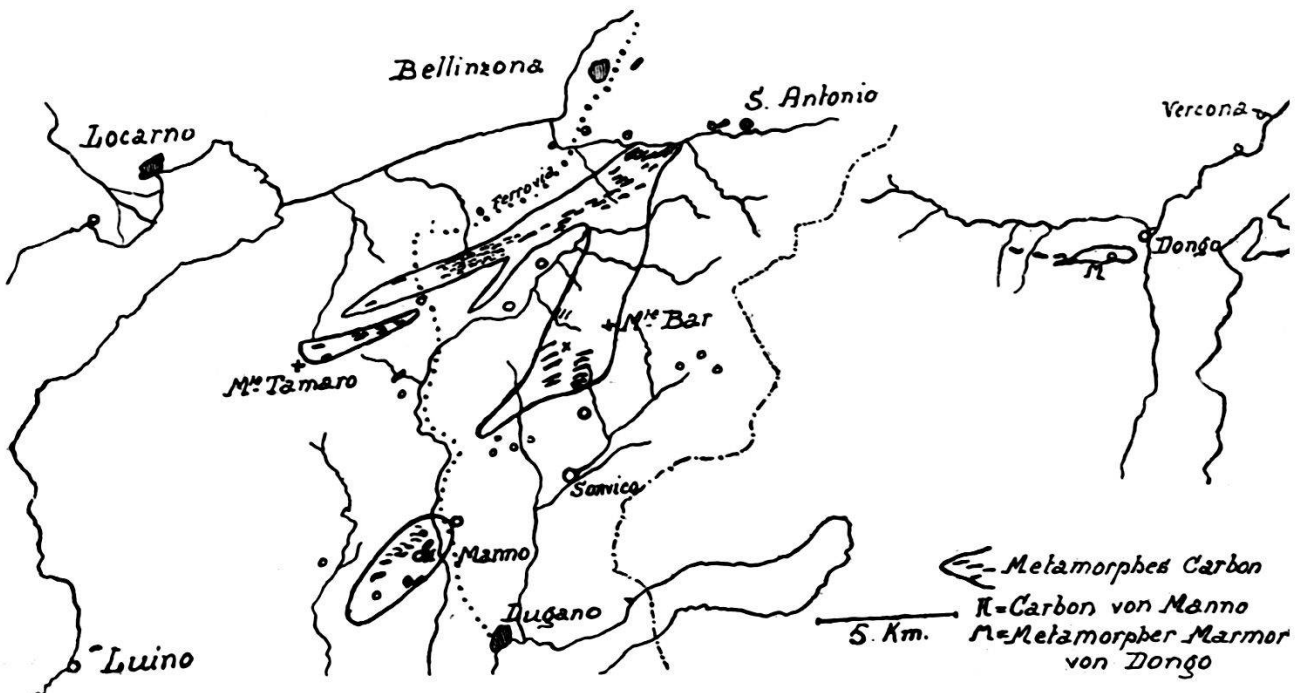 Bellinzona
S. Antonio
Vercona
Locarno
Ferrovia
Dongo
M
Mte Bar
Mte Tamaro
Sonvico
Manno
Dugano
Luino
5. Km.
Metamorphes Carbon
π=Carbon von Manno
M=Metamorpher Marmor
von Dongo